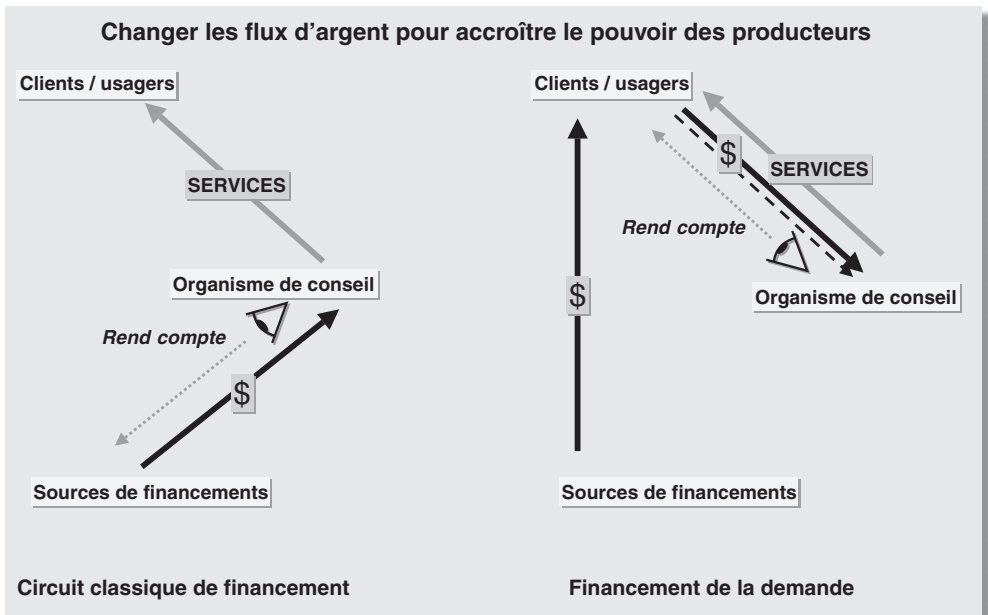 Changer les flux d'argent pour accroître le pouvoir des producteurs
Clients / usagers
SERVICES
Organisme de conseil
Rend compte
$
Sources de financements
Circuit classique de financement
Clients / usagers
$
SERVICES
Rend compte
$
Organisme de conseil
Sources de financements
Financement de la demande